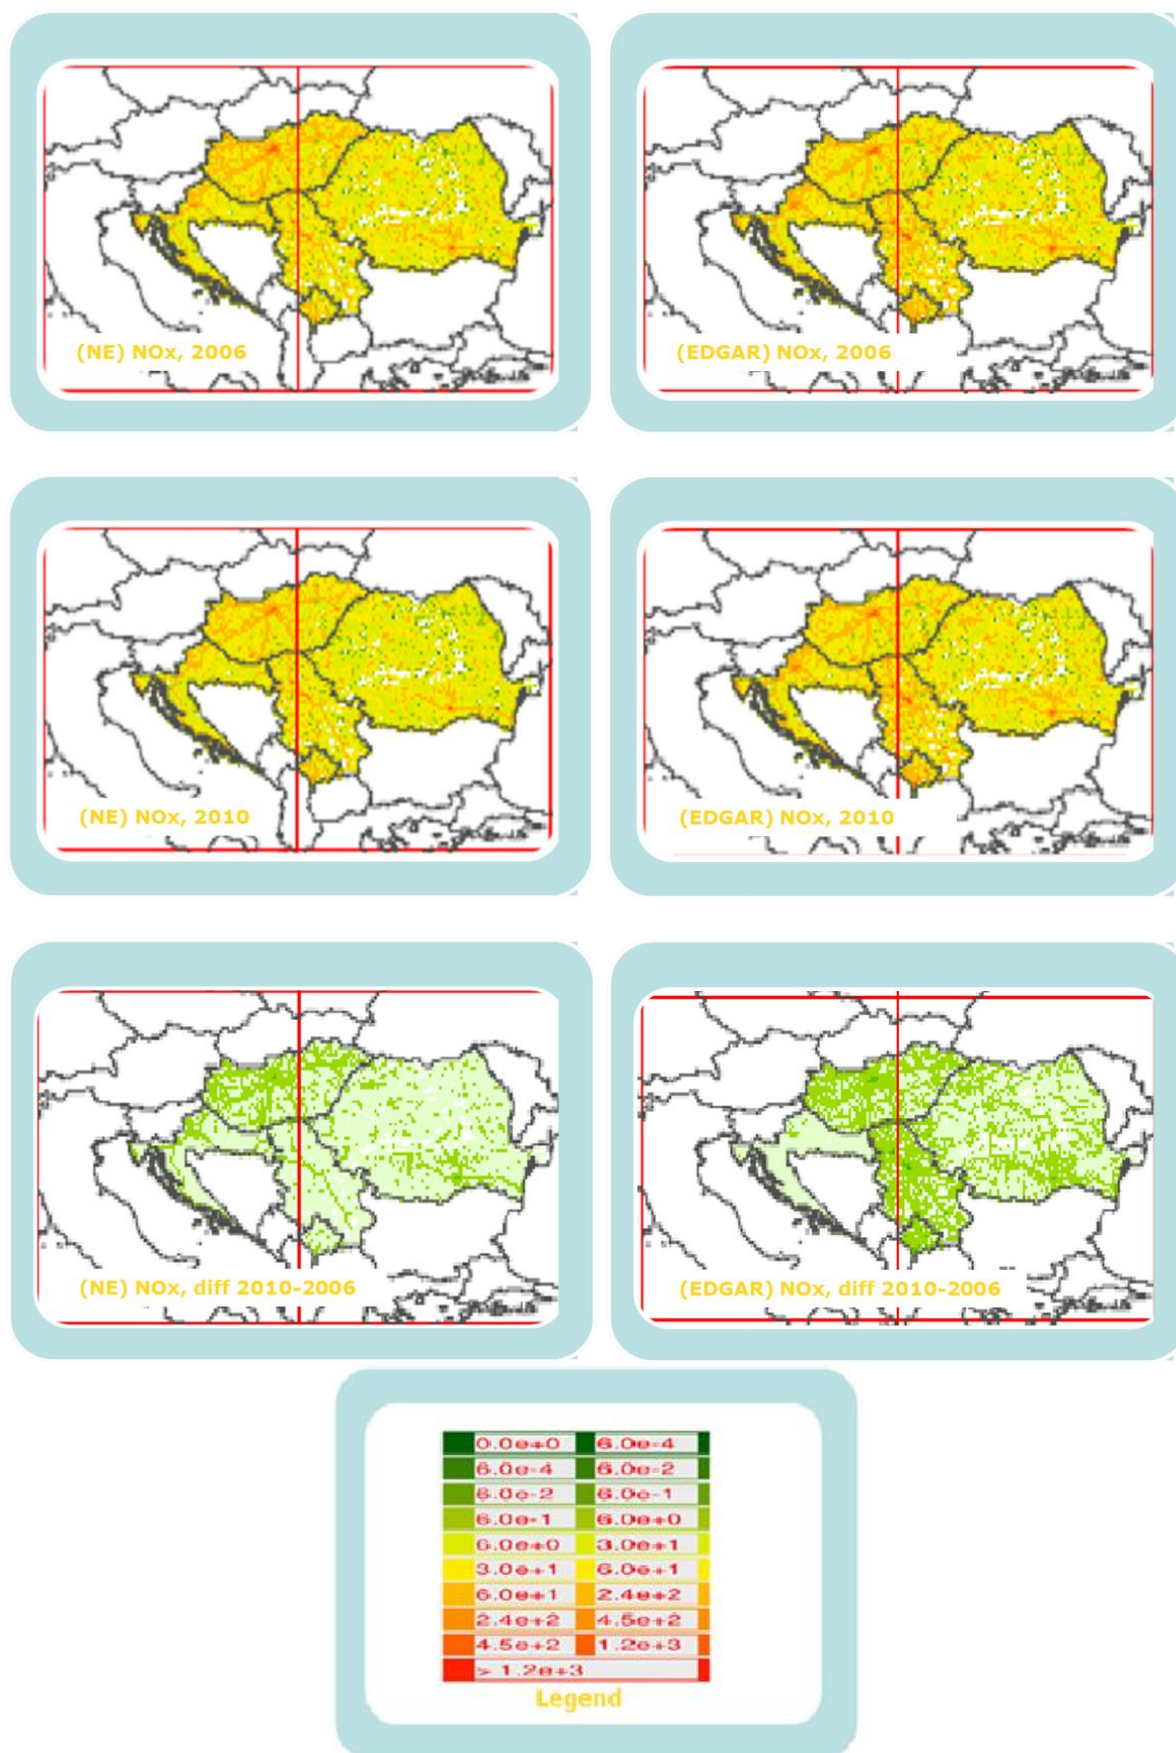 (NE) NOx, 2006
(EDGAR) NOx, 2006
(NE) NOx, 2010
(EDGAR) NOx, 2010
(NE) NOx, diff 2010-2006
(EDGAR) NOx, diff 2010-2006
0.0e+0 6.0e-4
6.0e-4 6.0e-2
6.0e-2 6.0e-1
6.0e-1 6.0e+0
6.0e+0 3.0e+1
3.0e+1 6.0e+1
6.0e+1 2.4e+2
2.4e+2 4.5e+2
4.5e+2 1.2e+3
> 1.2e+3
Legend